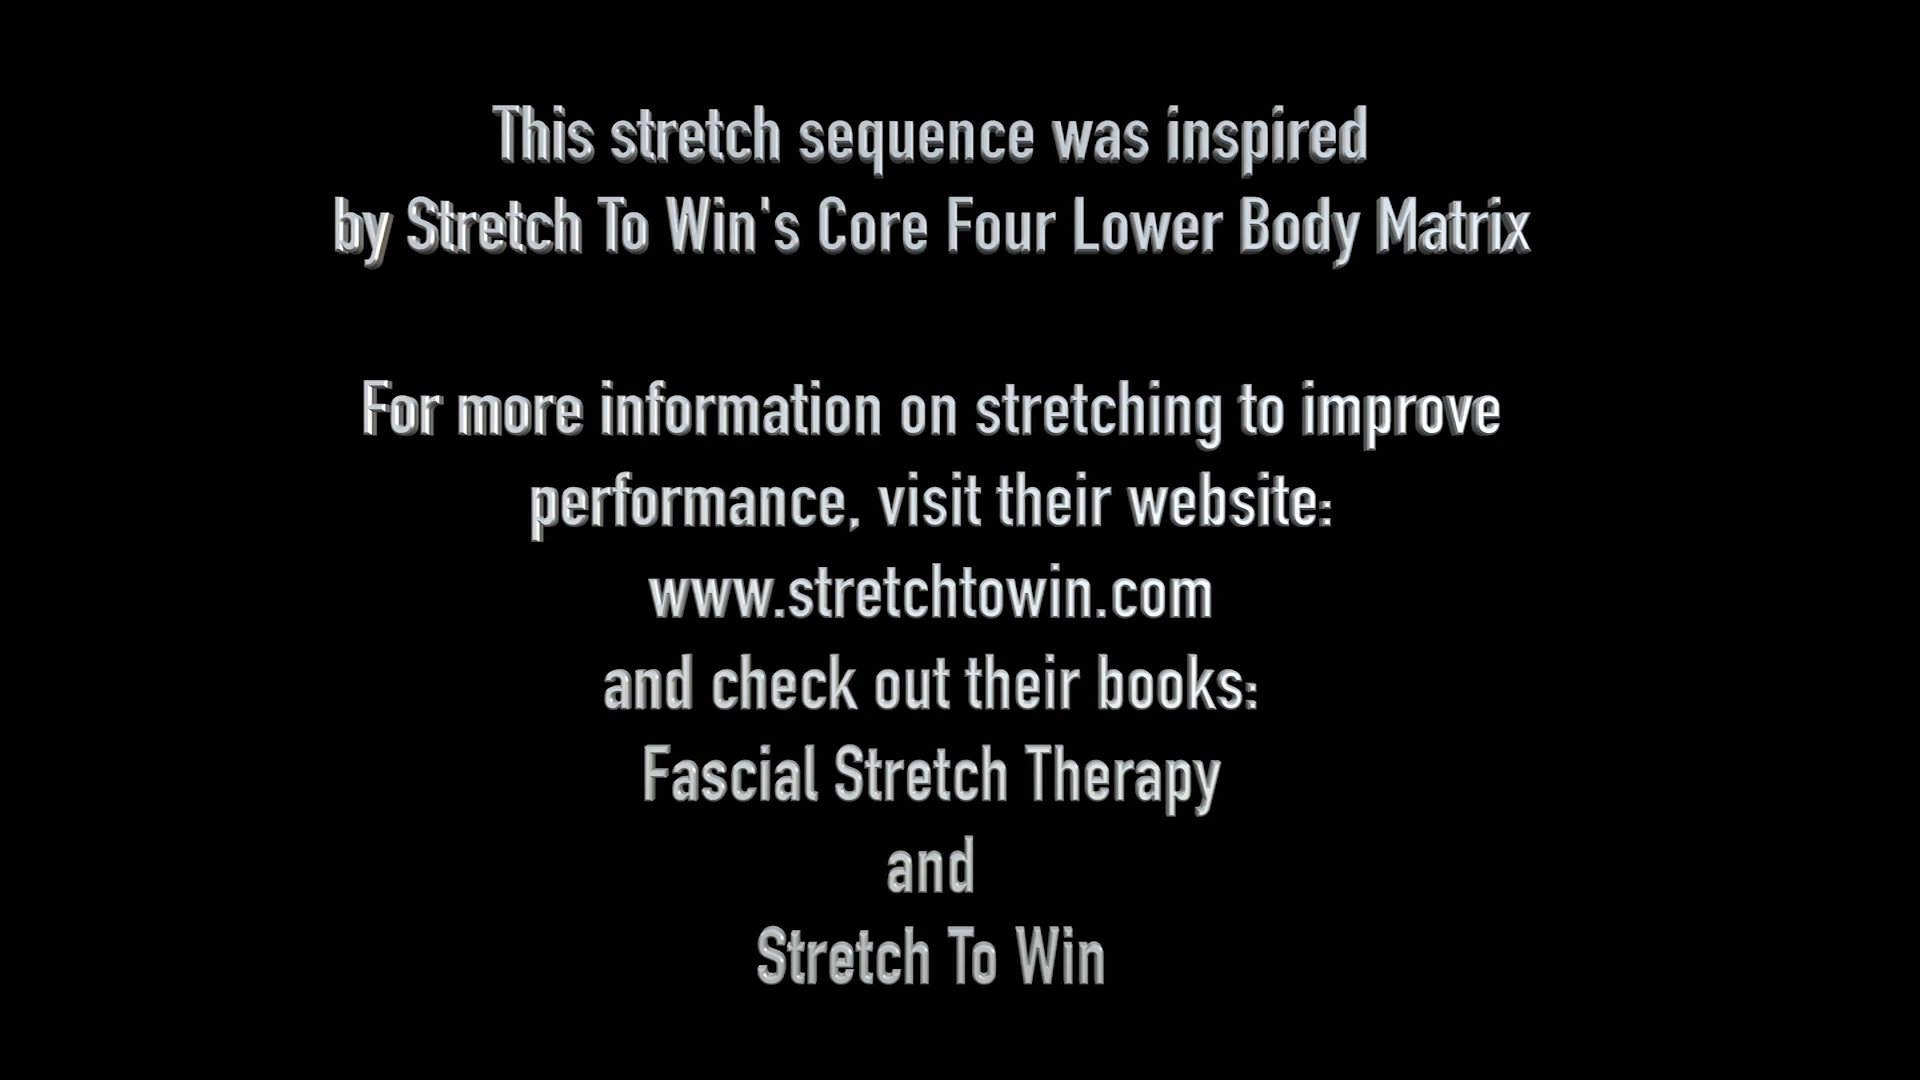 This stretch sequence was inspired
by Stretch To Win's Core Four Lower Body Matrix
For more information on stretching to improve
performance, visit their website:
www.stretchtowin.com
and check out their books:
Fascial Stretch Therapy
and
Stretch To Win